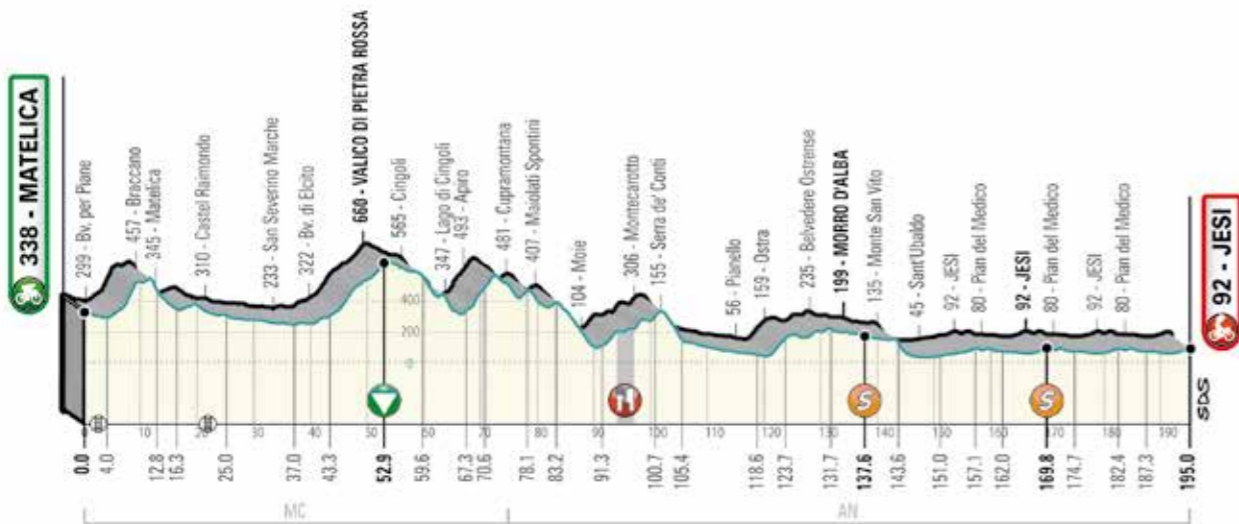 338 - MATELICA
299 - Bv. per Piane
457 - Braccano
345 - Matelica
310 - Castel Raimondo
233 - San Severino Marche
322 - Bv. di Elcito
660 - VALICO DI PIETRA ROSSA
565 - Cingoli
347 - Lago di Cingoli
493 - Apiro
481 - Cupramontana
407 - Maiolati Spontini
104 - Moie
306 - Montecarotto
155 - Serra de' Conti
56 - Pianello
159 - Ostra
235 - Belvedere Ostrense
199 - MORRO D'ALBA
135 - Monte San Vito
45 - Sant'Ubaldo
92 - JESI
80 - Pian del Medico
92 - JESI
80 - Pian del Medico
92 - JESI
80 - Pian del Medico
92 - JESI
400
200
0
S
S
SDS
0 10 20 30 40 50 60 70 80 90 100 110 120 130 140 150 160 170 180 190
0.0 4.0 12.8 16.3 25.0 37.0 43.3 52.9 59.6 67.3 70.6 78.1 83.2 91.3 100.7 105.4 118.6 123.7 131.7 137.6 143.6 151.0 157.1 162.0 169.8 174.7 182.4 187.3 195.0
MC AN